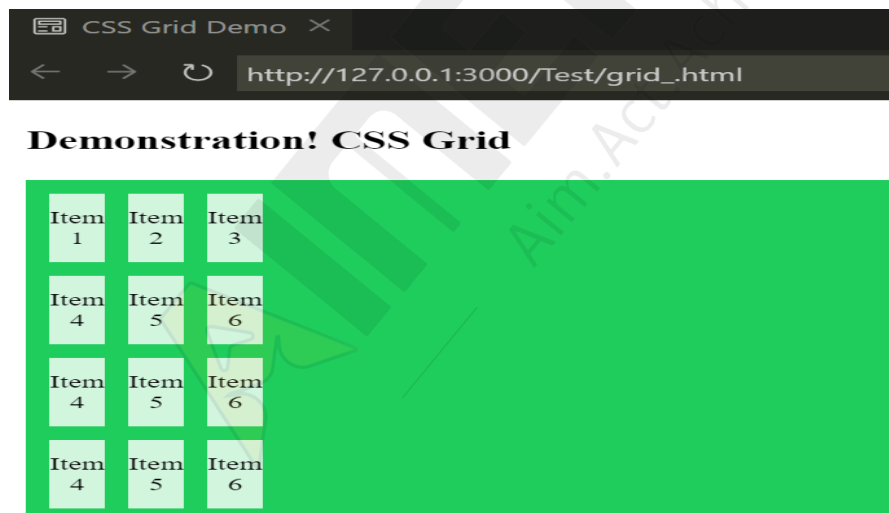 CSS Grid Demo
http://127.0.0.1:3000/Test/grid_.html
Demonstration! CSS Grid
Item Item Item
1 2 3
Item Item Item
4 5 6
Item Item Item
4 5 6
Item Item Item
4 5 6